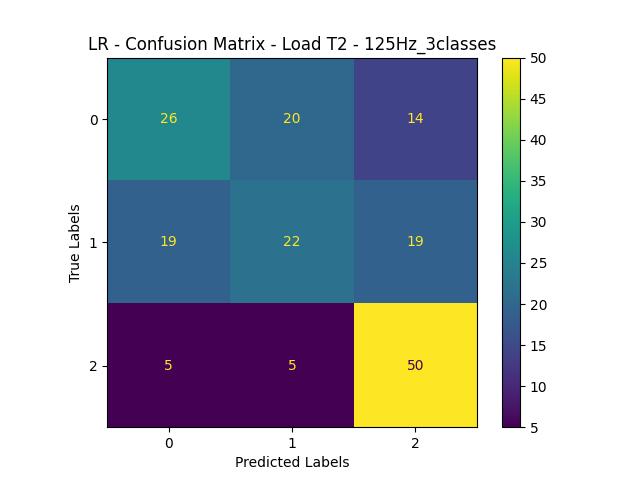 LR - Confusion Matrix - Load T2 - 125Hz_3classes
50
45
0 26 20 14
40
35
True Labels
30
1 19 22 19
25
20
15
2 5 5 50
10
5
0 1 2
Predicted Labels